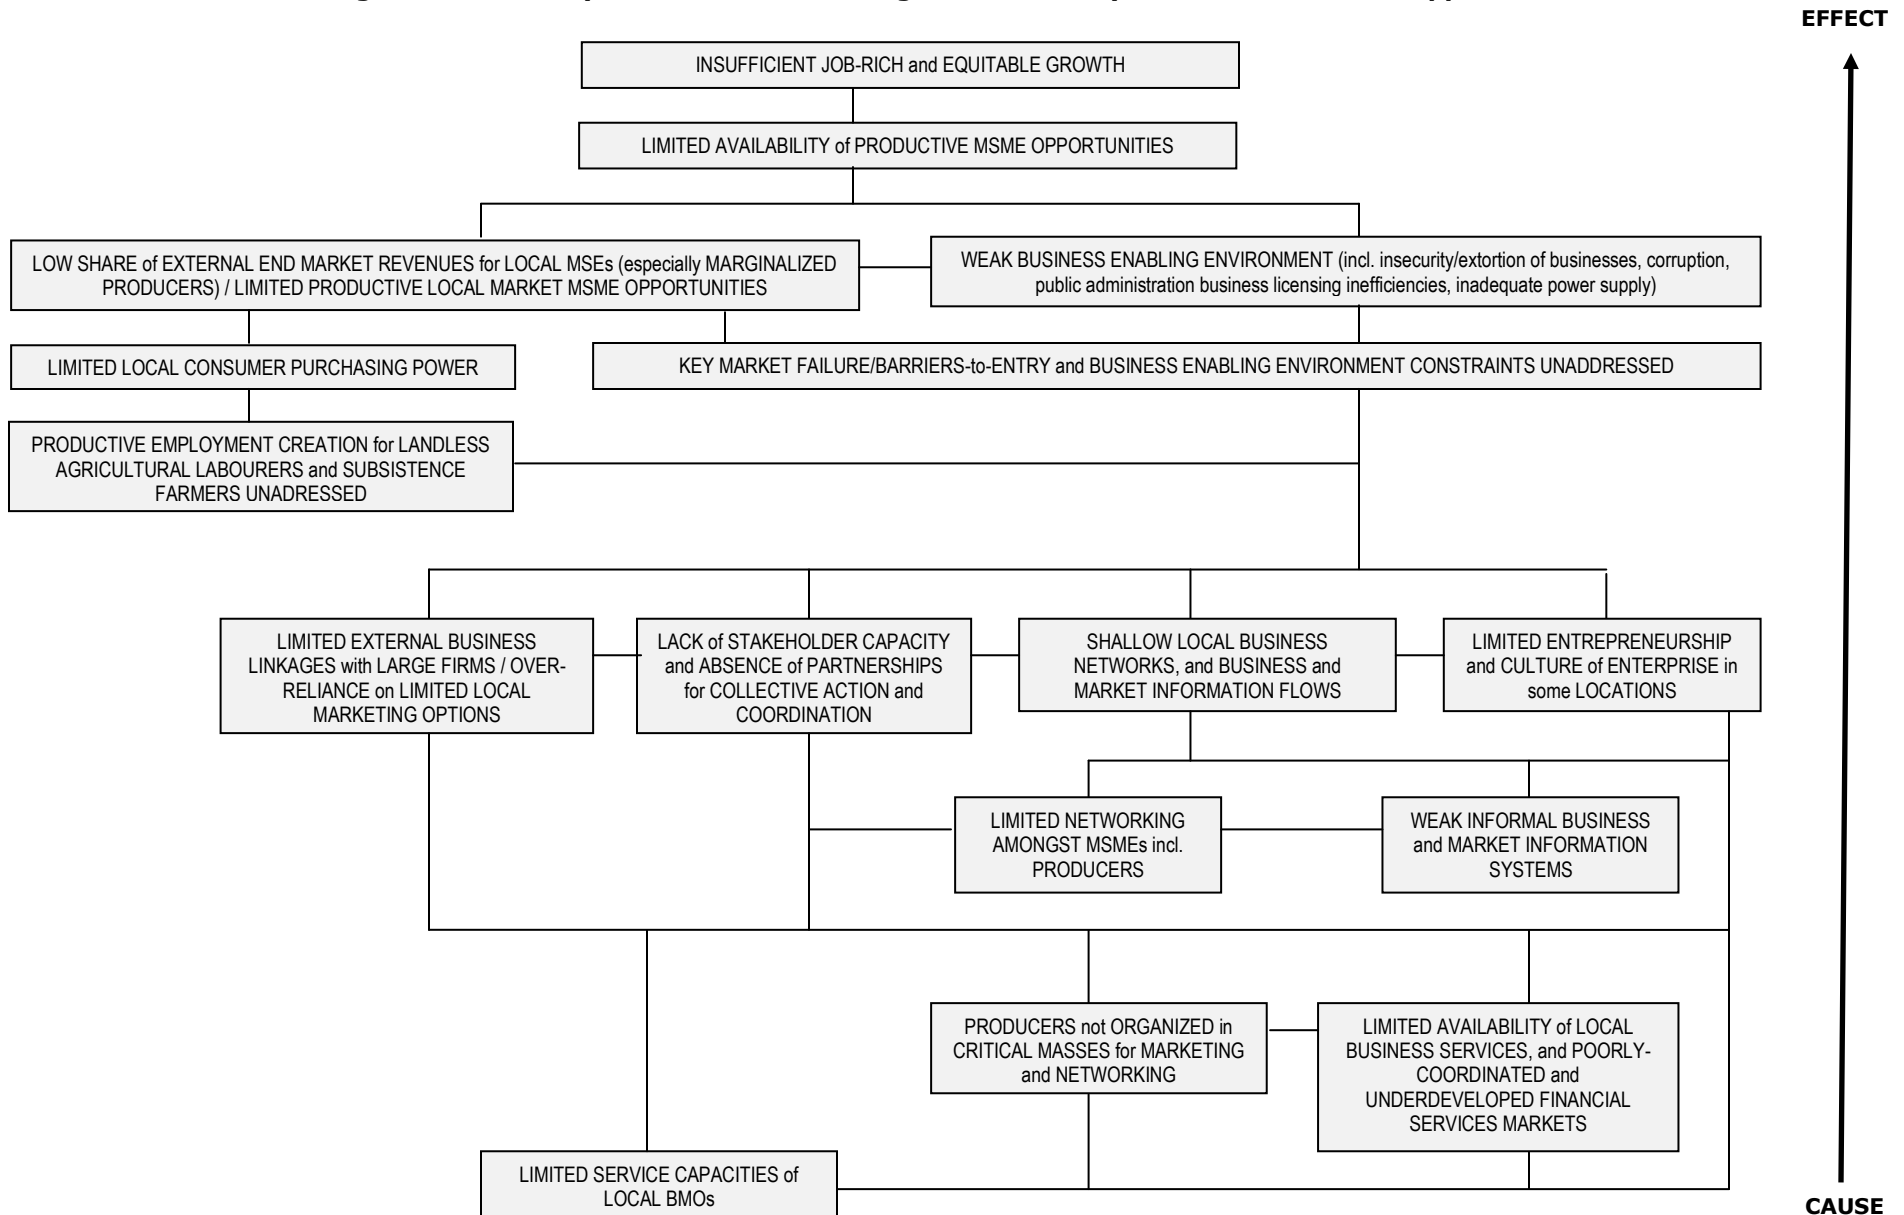 EFFECT
INSUFFICIENT JOB-RICH and EQUITABLE GROWTH
LIMITED AVAILABILITY of PRODUCTIVE MSME OPPORTUNITIES
LOW SHARE of EXTERNAL END MARKET REVENUES for LOCAL MSEs (especially MARGINALIZED
PRODUCERS) / LIMITED PRODUCTIVE LOCAL MARKET MSME OPPORTUNITIES
WEAK BUSINESS ENABLING ENVIRONMENT (incl. insecurity/extortion of businesses, corruption,
public administration business licensing inefficiencies, inadequate power supply)
LIMITED LOCAL CONSUMER PURCHASING POWER
KEY MARKET FAILURE/BARRIERS-to-ENTRY and BUSINESS ENABLING ENVIRONMENT CONSTRAINTS UNADDRESSED
PRODUCTIVE EMPLOYMENT CREATION for LANDLESS
AGRICULTURAL LABOURERS and SUBSISTENCE
FARMERS UNADRESSED
LIMITED EXTERNAL BUSINESS
LINKAGES with LARGE FIRMS / OVER-
RELIANCE on LIMITED LOCAL
MARKETING OPTIONS
LACK of STAKEHOLDER CAPACITY
and ABSENCE of PARTNERSHIPS
for COLLECTIVE ACTION and
COORDINATION
SHALLOW LOCAL BUSINESS
NETWORKS, and BUSINESS and
MARKET INFORMATION FLOWS
LIMITED ENTREPRENEURSHIP
and CULTURE of ENTERPRISE in
some LOCATIONS
LIMITED NETWORKING
AMONGST MSMEs incl.
PRODUCERS
WEAK INFORMAL BUSINESS
and MARKET INFORMATION
SYSTEMS
PRODUCERS not ORGANIZED in
CRITICAL MASSES for MARKETING
and NETWORKING
LIMITED AVAILABILITY of LOCAL
BUSINESS SERVICES, and POORLY-
COORDINATED and
UNDERDEVELOPED FINANCIAL
SERVICES MARKETS
LIMITED SERVICE CAPACITIES of
LOCAL BMOs
CAUSE